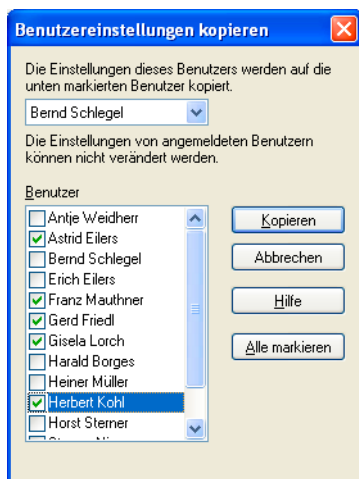 Benutzereinstellungen kopieren
Die Einstellungen dieses Benutzers werden auf die
unten markierten Benutzer kopiert.
Bernd Schlegel
Die Einstellungen von angemeldeten Benutzern
können nicht verändert werden.
Benutzer
Antje Weidherr
Astrid Eilers
Bernd Schlegel
Erich Eilers
Franz Mauthner
Gerd Friedl
Gisela Lorch
Harald Borges
Heiner Müller
Herbert Kohl
Horst Sterner
Kopieren
Abbrechen
Hilfe
Alle markieren